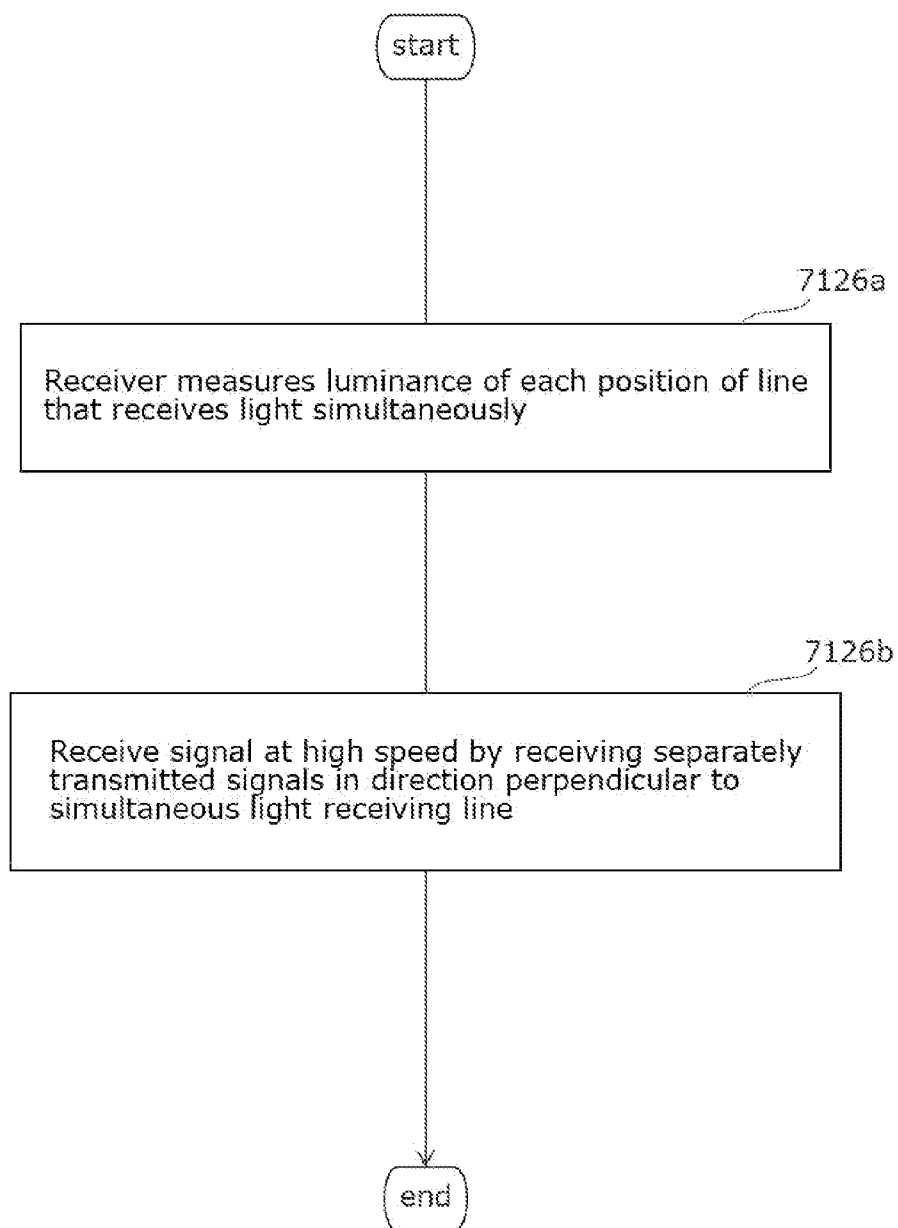 start
7126a
Receiver measures luminance of each position of line
that receives light simultaneously
7126b
Receive signal at high speed by receiving separately
transmitted signals in direction perpendicular to
simultaneous light receiving line
end